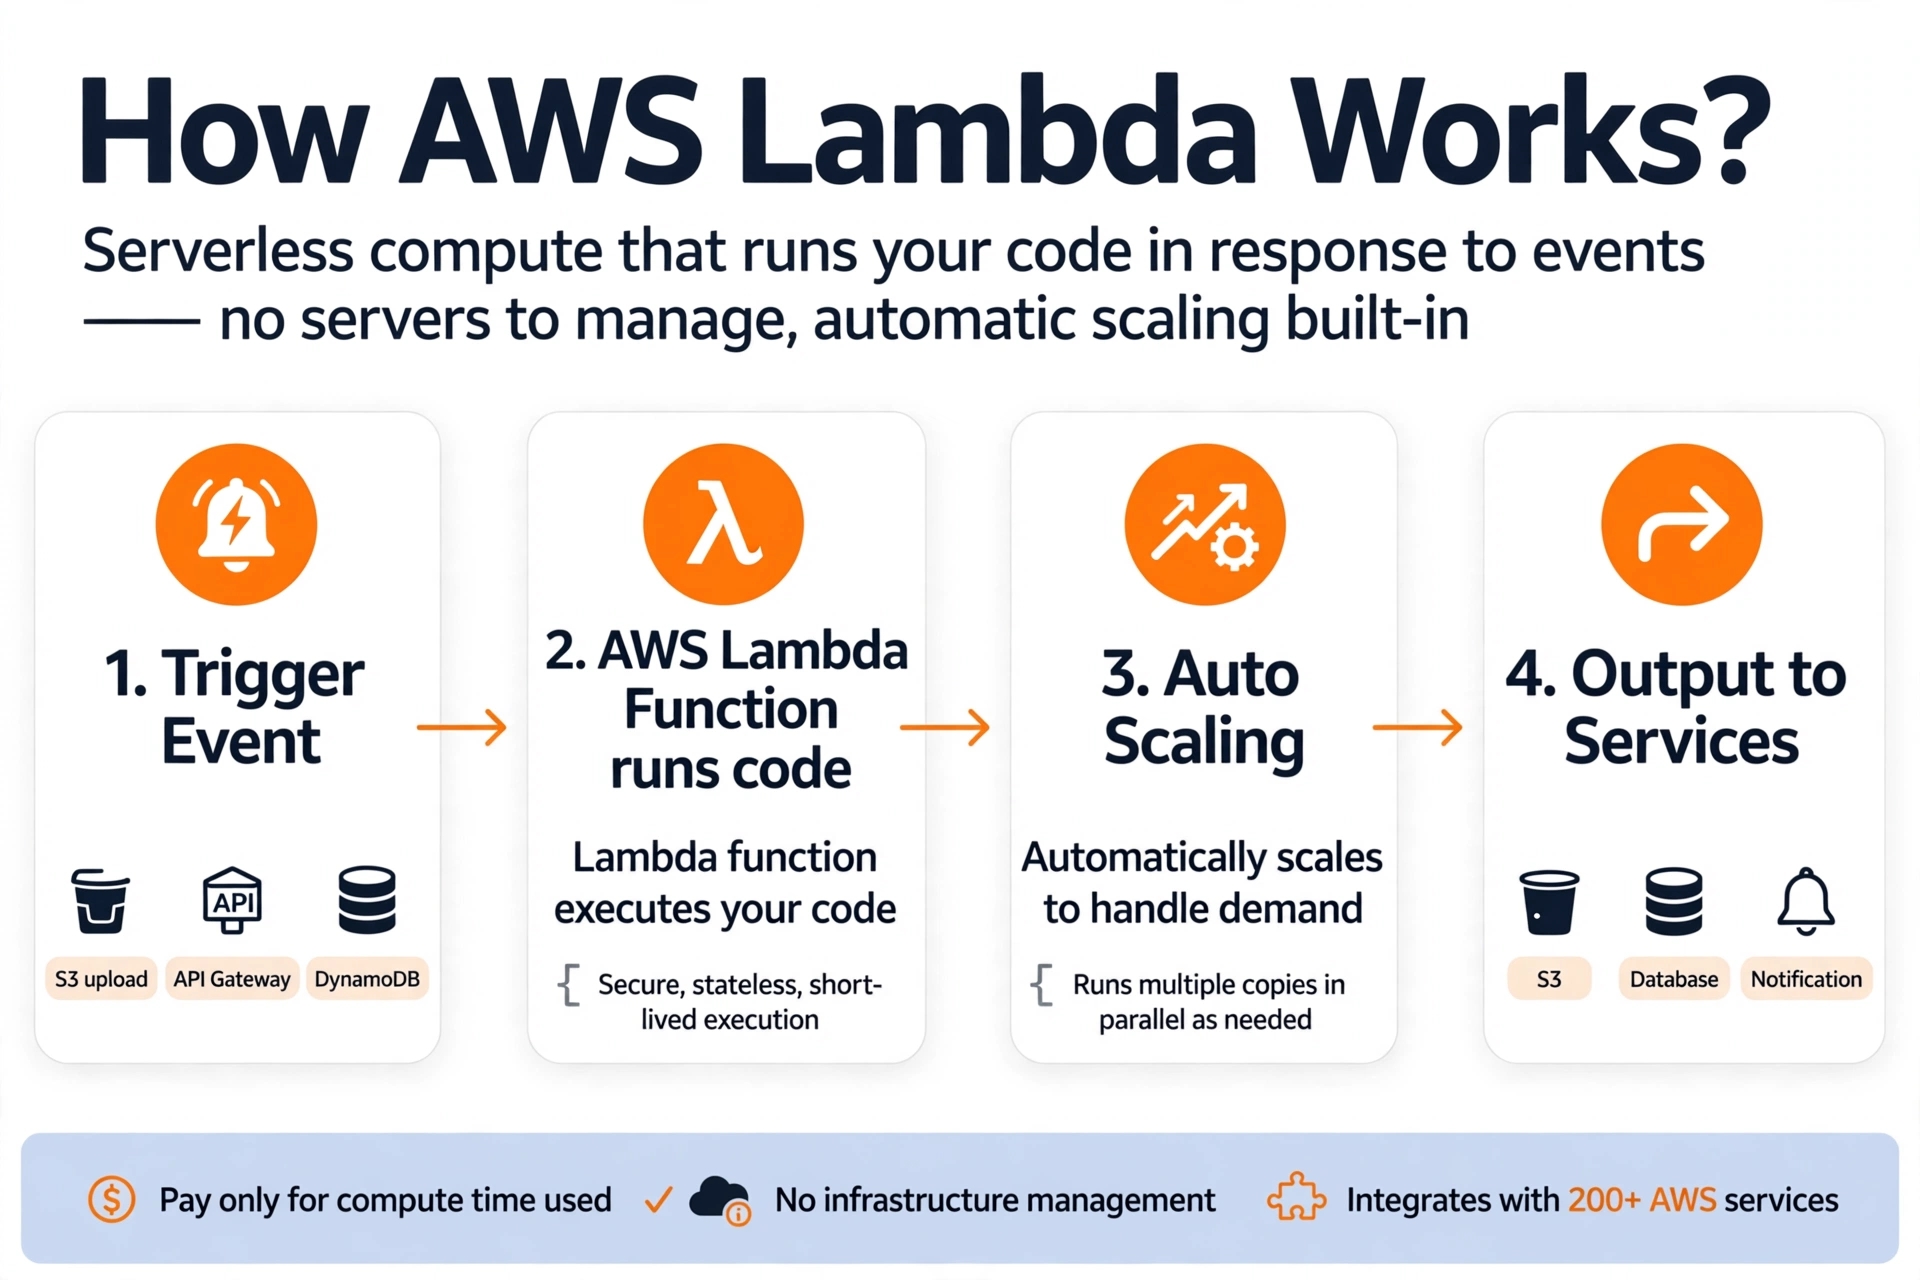 How AWS Lambda Works?
Serverless compute that runs your code in response to events
—— no servers to manage, automatic scaling built-in
1. Trigger
Event
API
S3 upload
API Gateway
DynamoDB
λ
2. AWS Lambda
Function
runs code
Lambda function
executes your code
{ Secure, stateless, short-
lived execution
3. Auto
Scaling
Automatically scales
to handle demand
{ Runs multiple copies in
parallel as needed
4. Output to
Services
S3
Database
Notification
$ Pay only for compute time used
No infrastructure management
Integrates with 200+ AWS services